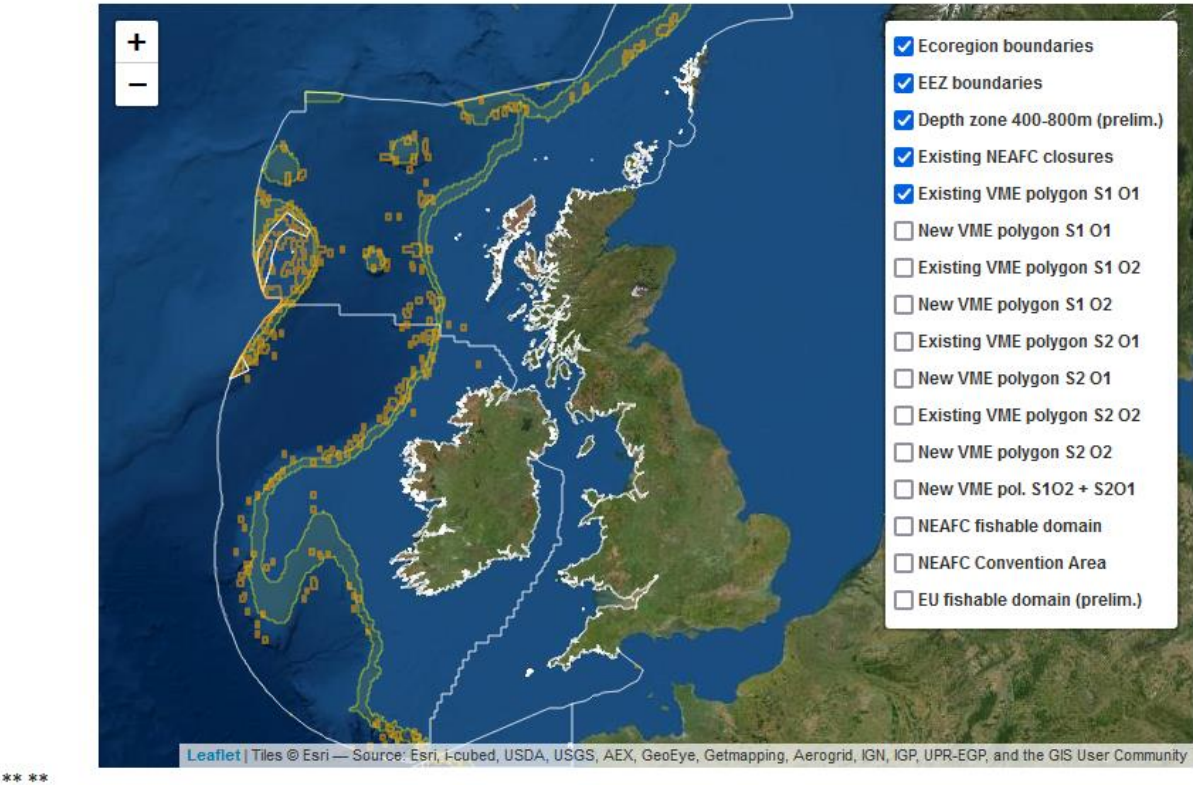 +
−
Ecoregion boundaries
EEZ boundaries
Depth zone 400-800m (prelim.)
Existing NEAFC closures
Existing VME polygon S1 O1
New VME polygon S1 O1
Existing VME polygon S1 O2
New VME polygon S1 O2
Existing VME polygon S2 O1
New VME polygon S2 O1
Existing VME polygon S2 O2
New VME polygon S2 O2
New VME pol. S1O2 + S2O1
NEAFC fishable domain
NEAFC Convention Area
EU fishable domain (prelim.)
Leaflet | Tiles © Esri — Source: Esri, i-cubed, USDA, USGS, AEX, GeoEye, Getmapping, Aerogrid, IGN, IGP, UPR-EGP, and the GIS User Community
** **